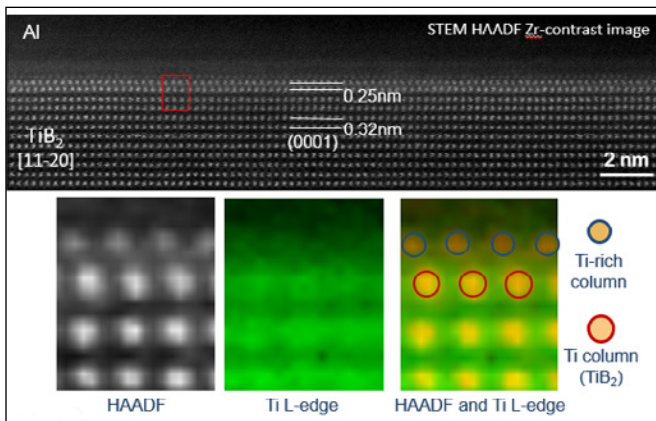 Al
STEM HAADF Zr-contrast image
0.25nm
0.32nm
(0001)
TiB2
[11-20]
2 nm
Ti-rich
column
Ti column
(TiB2)
HAADF
Ti L-edge
HAADF and Ti L-edge